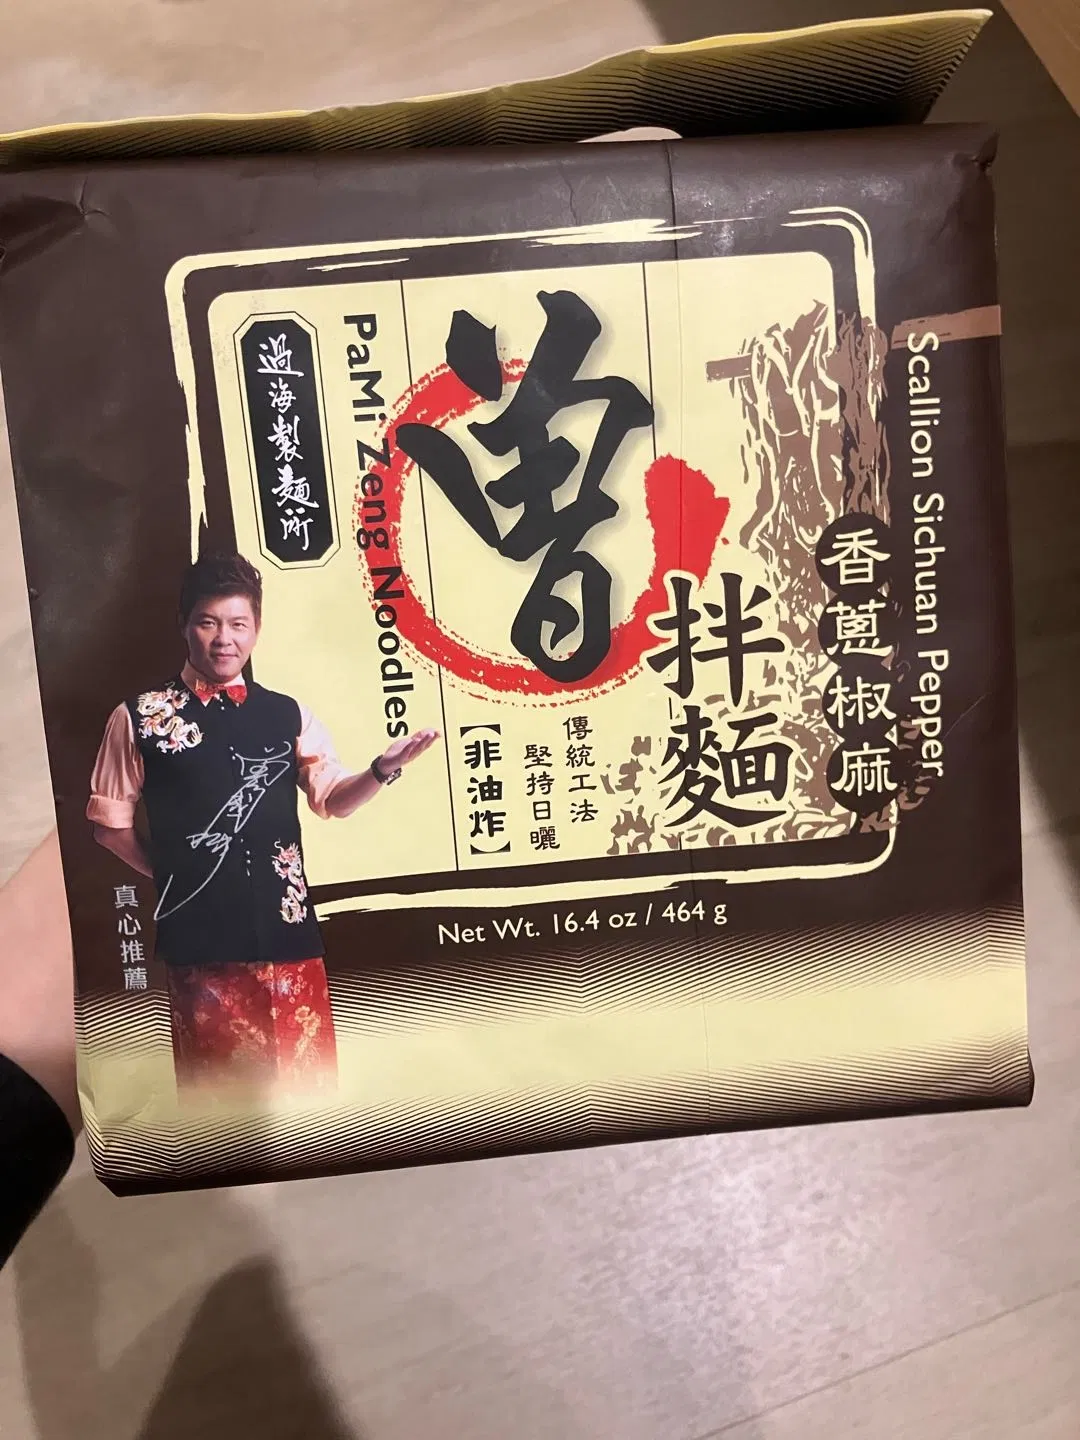 過海製麵所
PaMi Zeng Noodles
曾
拌麵
香蔥椒麻
Scallion Sichuan Pepper
傳統工法
堅持日曬
【非油炸】
真心推薦
Net Wt. 16.4 oz / 464 g